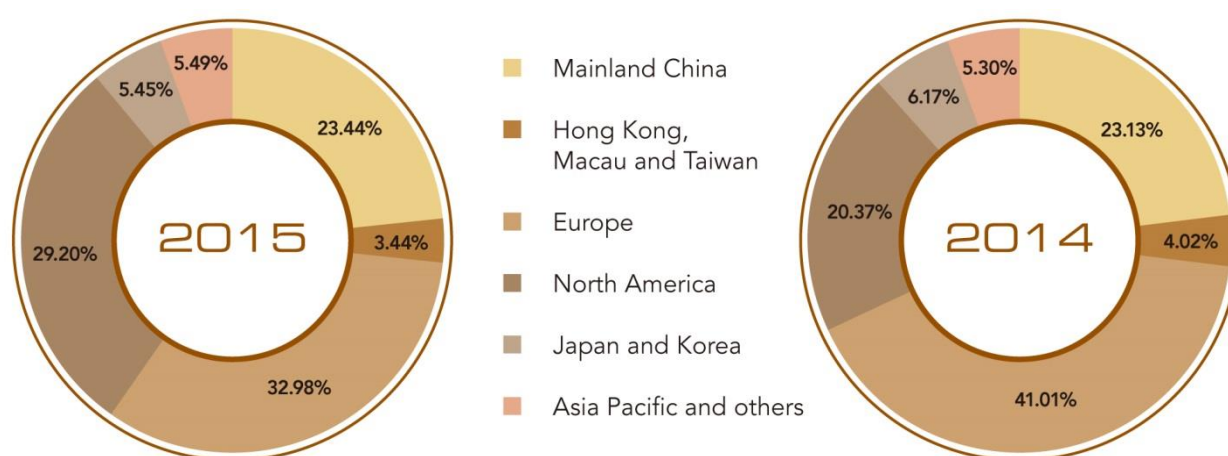 5.49%
5.45%
23.44%
2015
3.44%
29.20%
32.98%
Mainland China
Hong Kong,
Macau and Taiwan
Europe
North America
Japan and Korea
Asia Pacific and others
5.30%
6.17%
23.13%
20.37%
2014
4.02%
41.01%